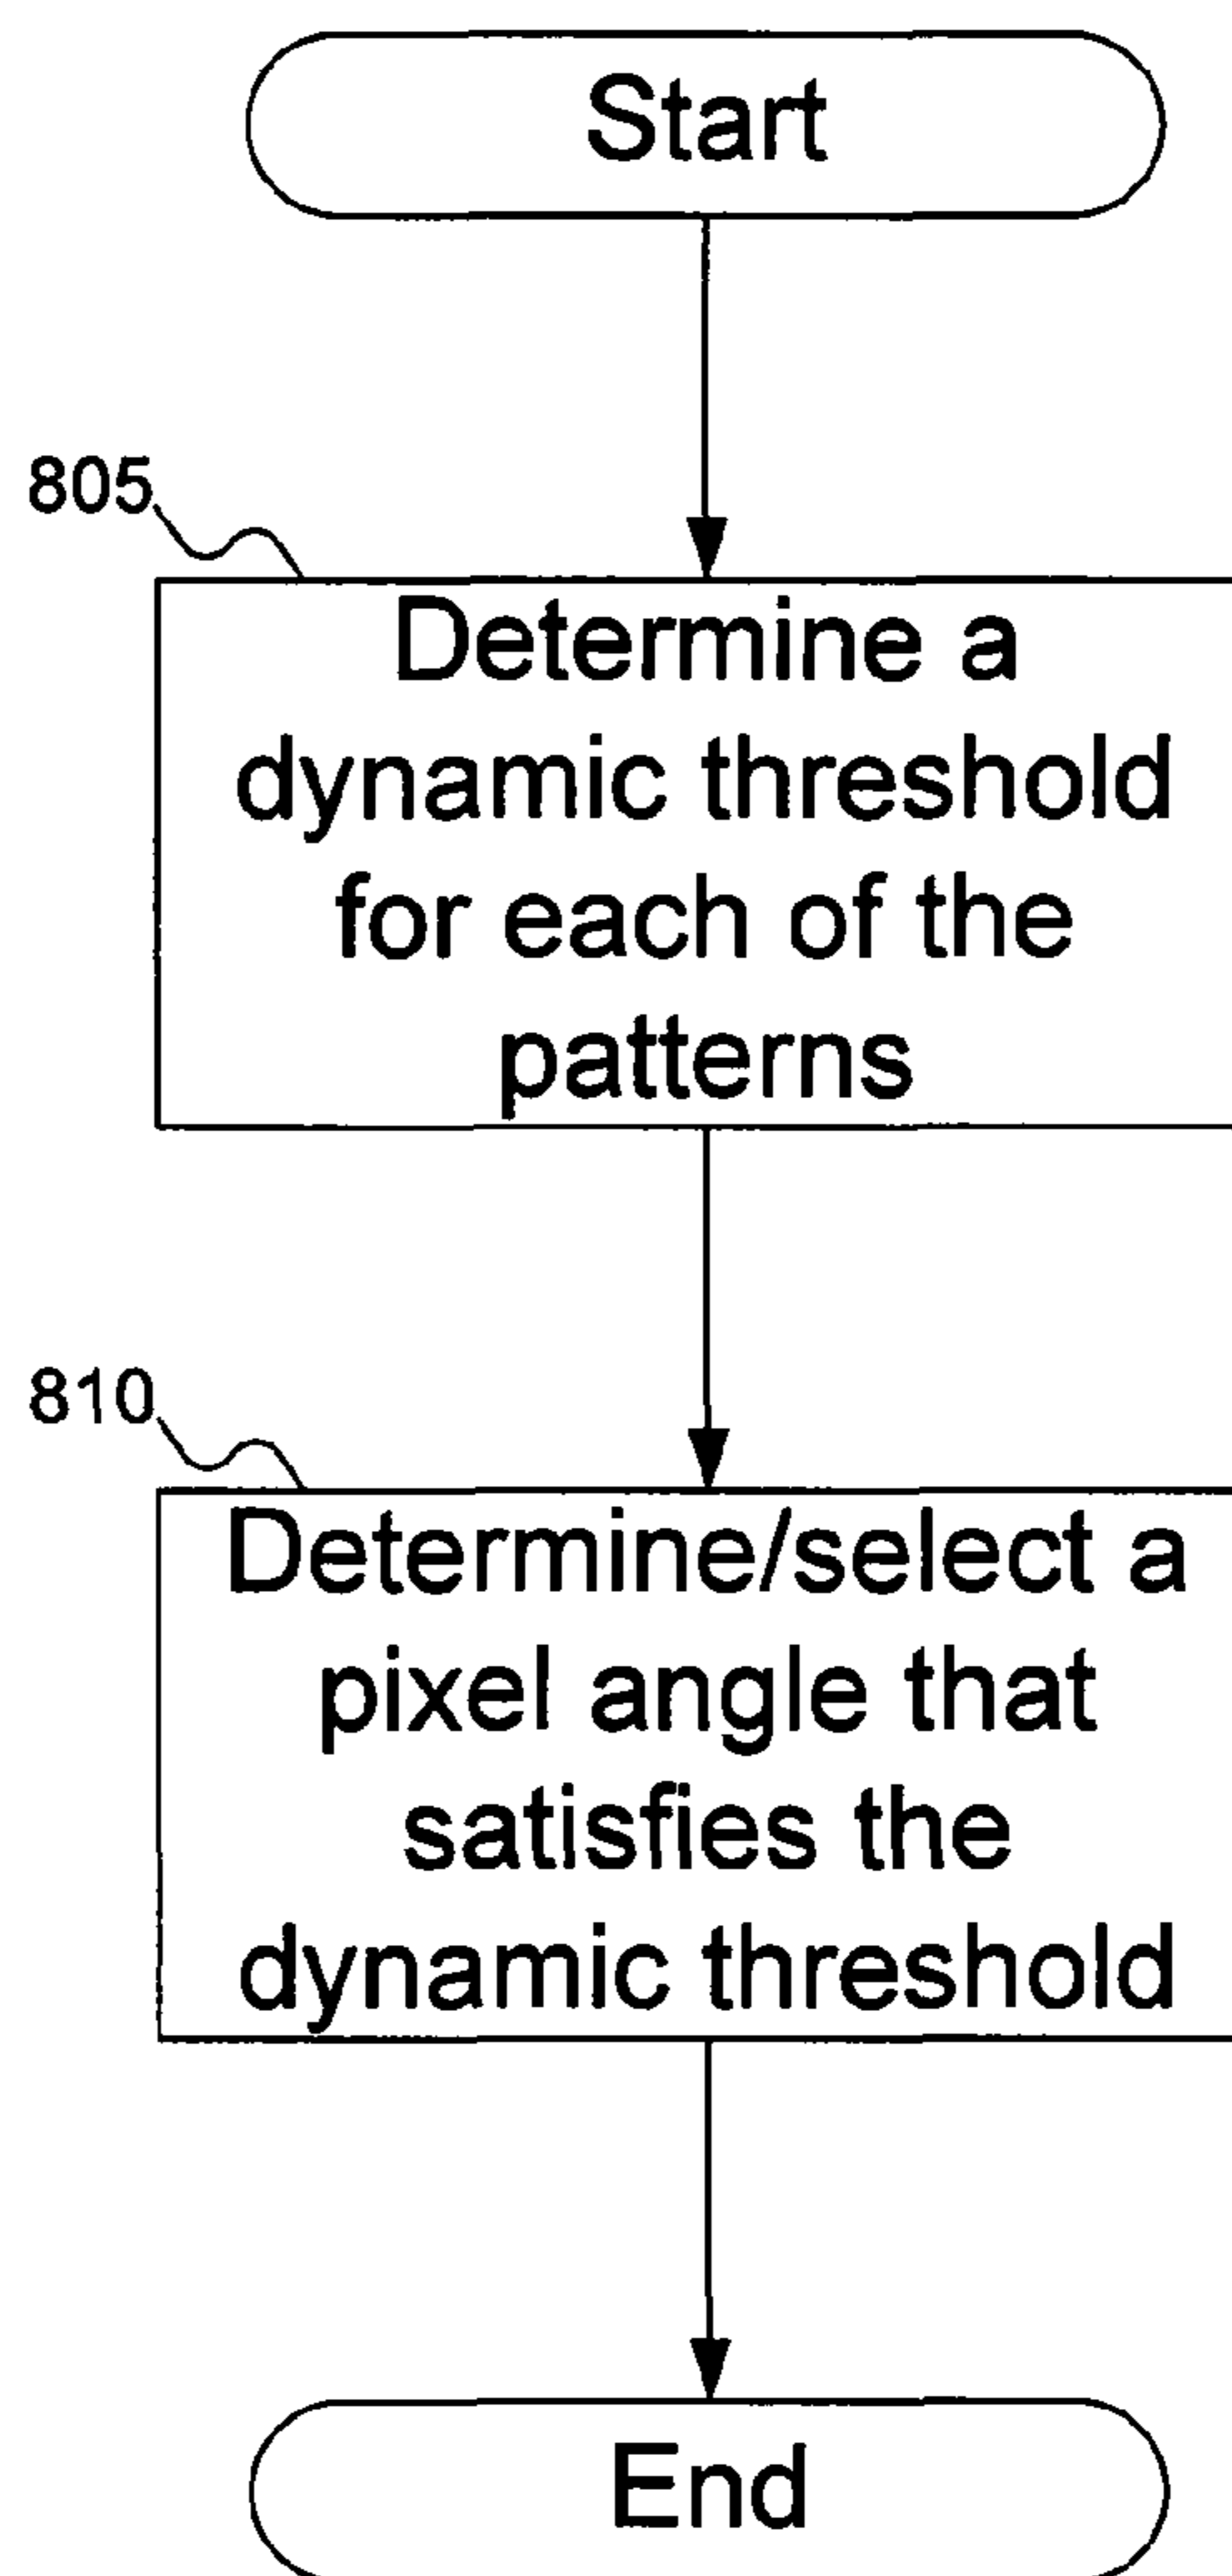 Start
805
Determine a
dynamic threshold
for each of the
patterns
810
Determine/select a
pixel angle that
satisfies the
dynamic threshold
End